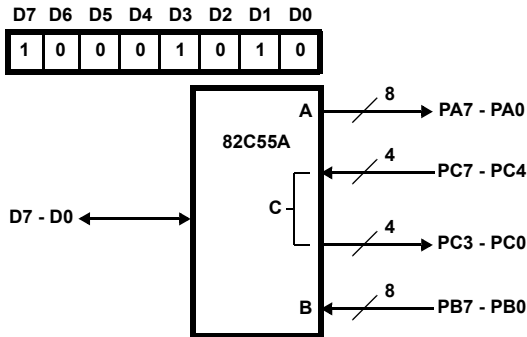 D7 D6 D5 D4 D3 D2 D1 D0
1 0 0 0 1 0 1 0
8
A
PA7 - PA0
82C55A
4
PC7 - PC4
C
D7 - D0
4
PC3 - PC0
8
B
PB7 - PB0